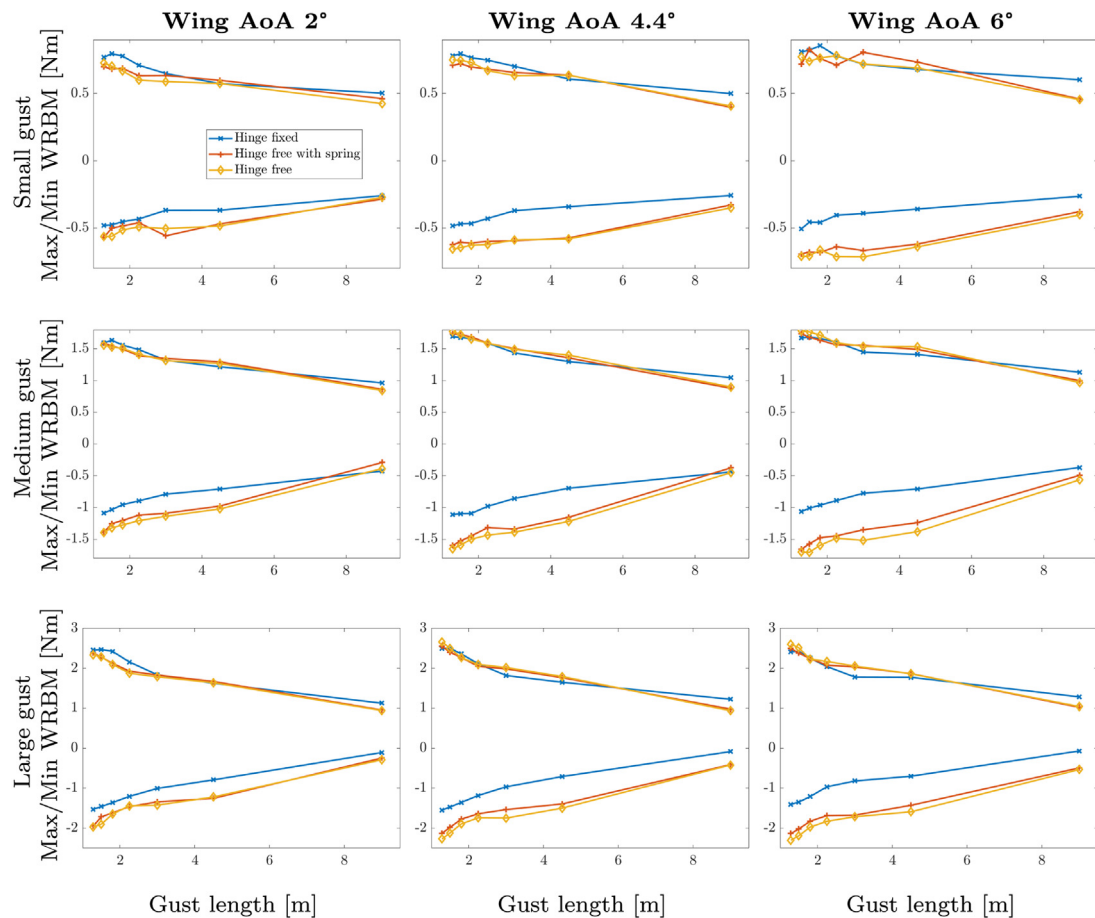 Wing AoA 2° Wing AoA 4.4° Wing AoA 6°
Small gust
Max/Min WRBM [Nm]
0.5
0
-0.5
2 4 6 8
Hinge fixed
Hinge free with spring
Hinge free
0.5
0
-0.5
2 4 6 8
0.5
0
-0.5
2 4 6 8
Medium gust
Max/Min WRBM [Nm]
1.5
1
0.5
0
-0.5
-1
-1.5
2 4 6 8
1.5
1
0.5
0
-0.5
-1
-1.5
2 4 6 8
1.5
1
0.5
0
-0.5
-1
-1.5
2 4 6 8
Large gust
Max/Min WRBM [Nm]
3
2
1
0
-1
-2
2 4 6 8
3
2
1
0
-1
-2
2 4 6 8
3
2
1
0
-1
-2
2 4 6 8
Gust length [m] Gust length [m] Gust length [m]